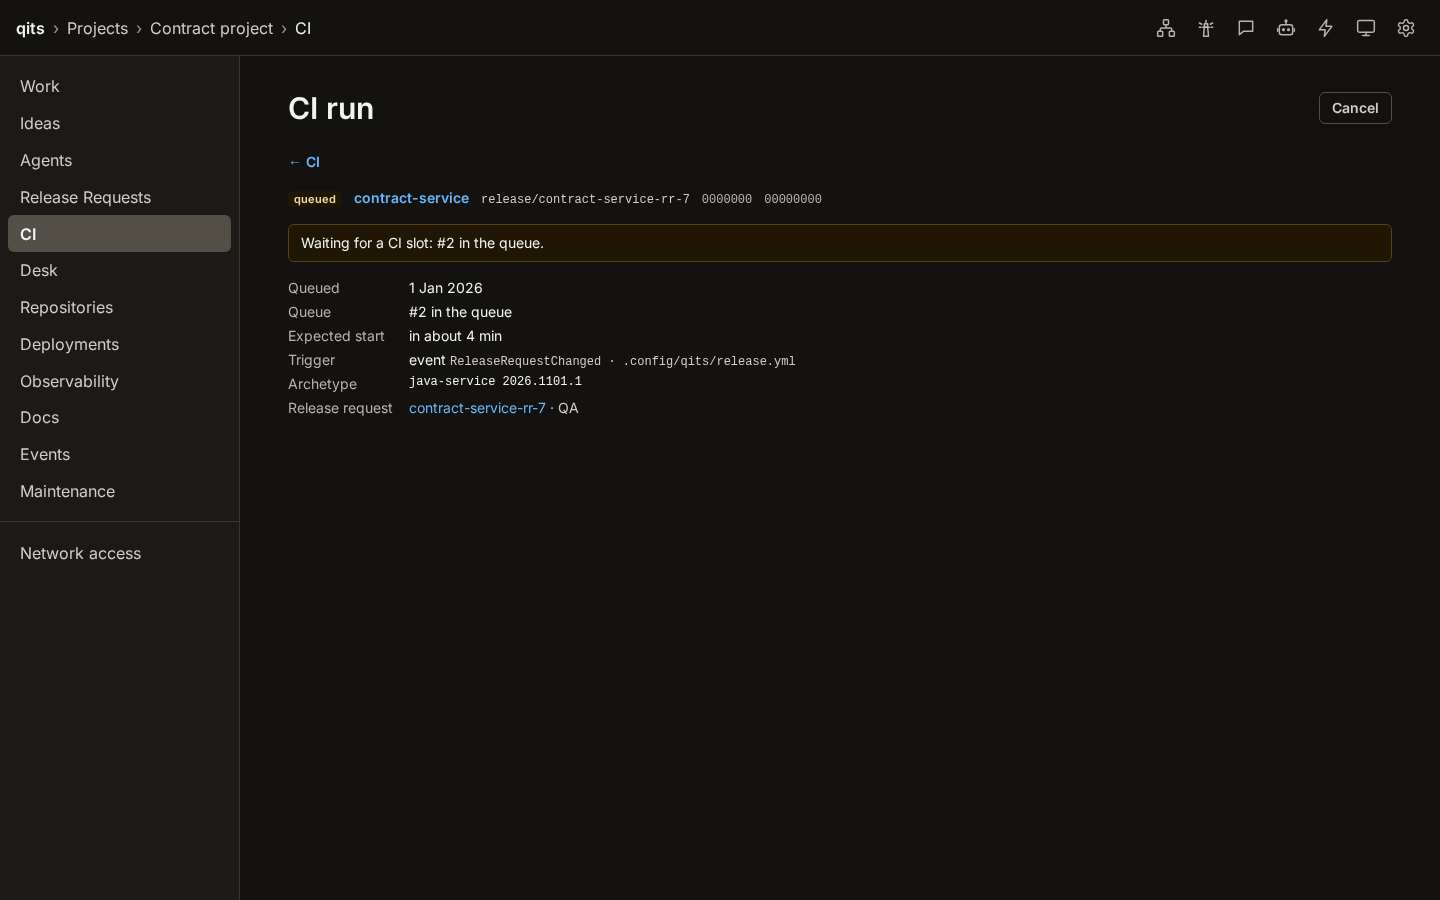 qits › Projects › Contract project › CI
Work
Ideas
Agents
Release Requests
CI
Desk
Repositories
Deployments
Observability
Docs
Events
Maintenance
Network access
CI run
Cancel
← CI
queued contract-service release/contract-service-rr-7 0000000 00000000
Waiting for a CI slot: #2 in the queue.
Queued 1 Jan 2026
Queue #2 in the queue
Expected start in about 4 min
Trigger event ReleaseRequestChanged · .config/qits/release.yml
Archetype java-service 2026.1101.1
Release request contract-service-rr-7 · QA